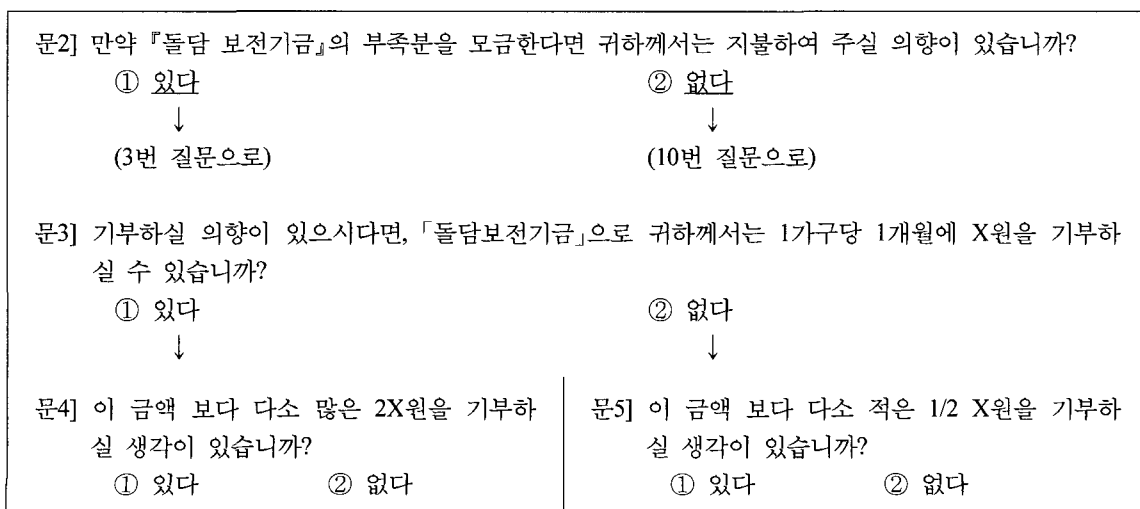 문2] 만약 『돌담 보전기금』의 부족분을 모금한다면 귀하께서는 지불하여 주실 의향이 있습니까?
① 있다 ② 없다
↓ ↓
(3번 질문으로) (10번 질문으로)
문3] 기부하실 의향이 있으시다면, 「돌담보전기금」으로 귀하께서는 1가구당 1개월에 X원을 기부하
실 수 있습니까?
① 있다 ② 없다
↓ ↓
문4] 이 금액 보다 다소 많은 2X원을 기부하
실 생각이 있습니까?
① 있다 ② 없다
문5] 이 금액 보다 다소 적은 1/2 X원을 기부하
실 생각이 있습니까?
① 있다 ② 없다